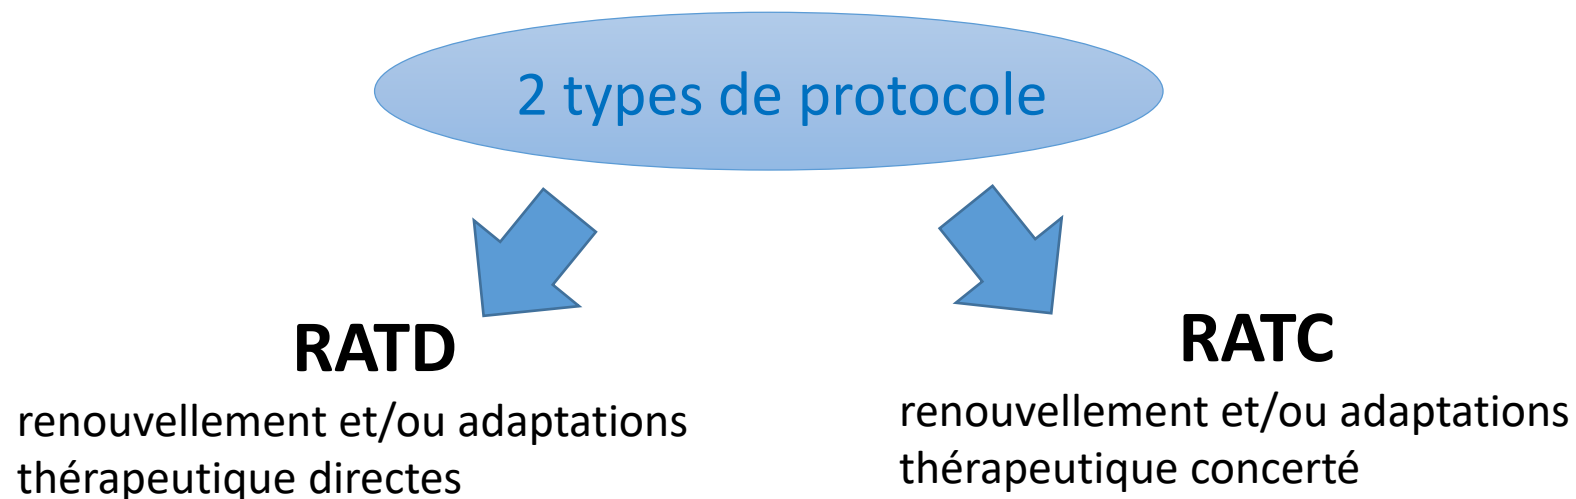 2 types de protocole
RATD
renouvellement et/ou adaptations
thérapeutique directes
RATC
renouvellement et/ou adaptations
thérapeutique concerté